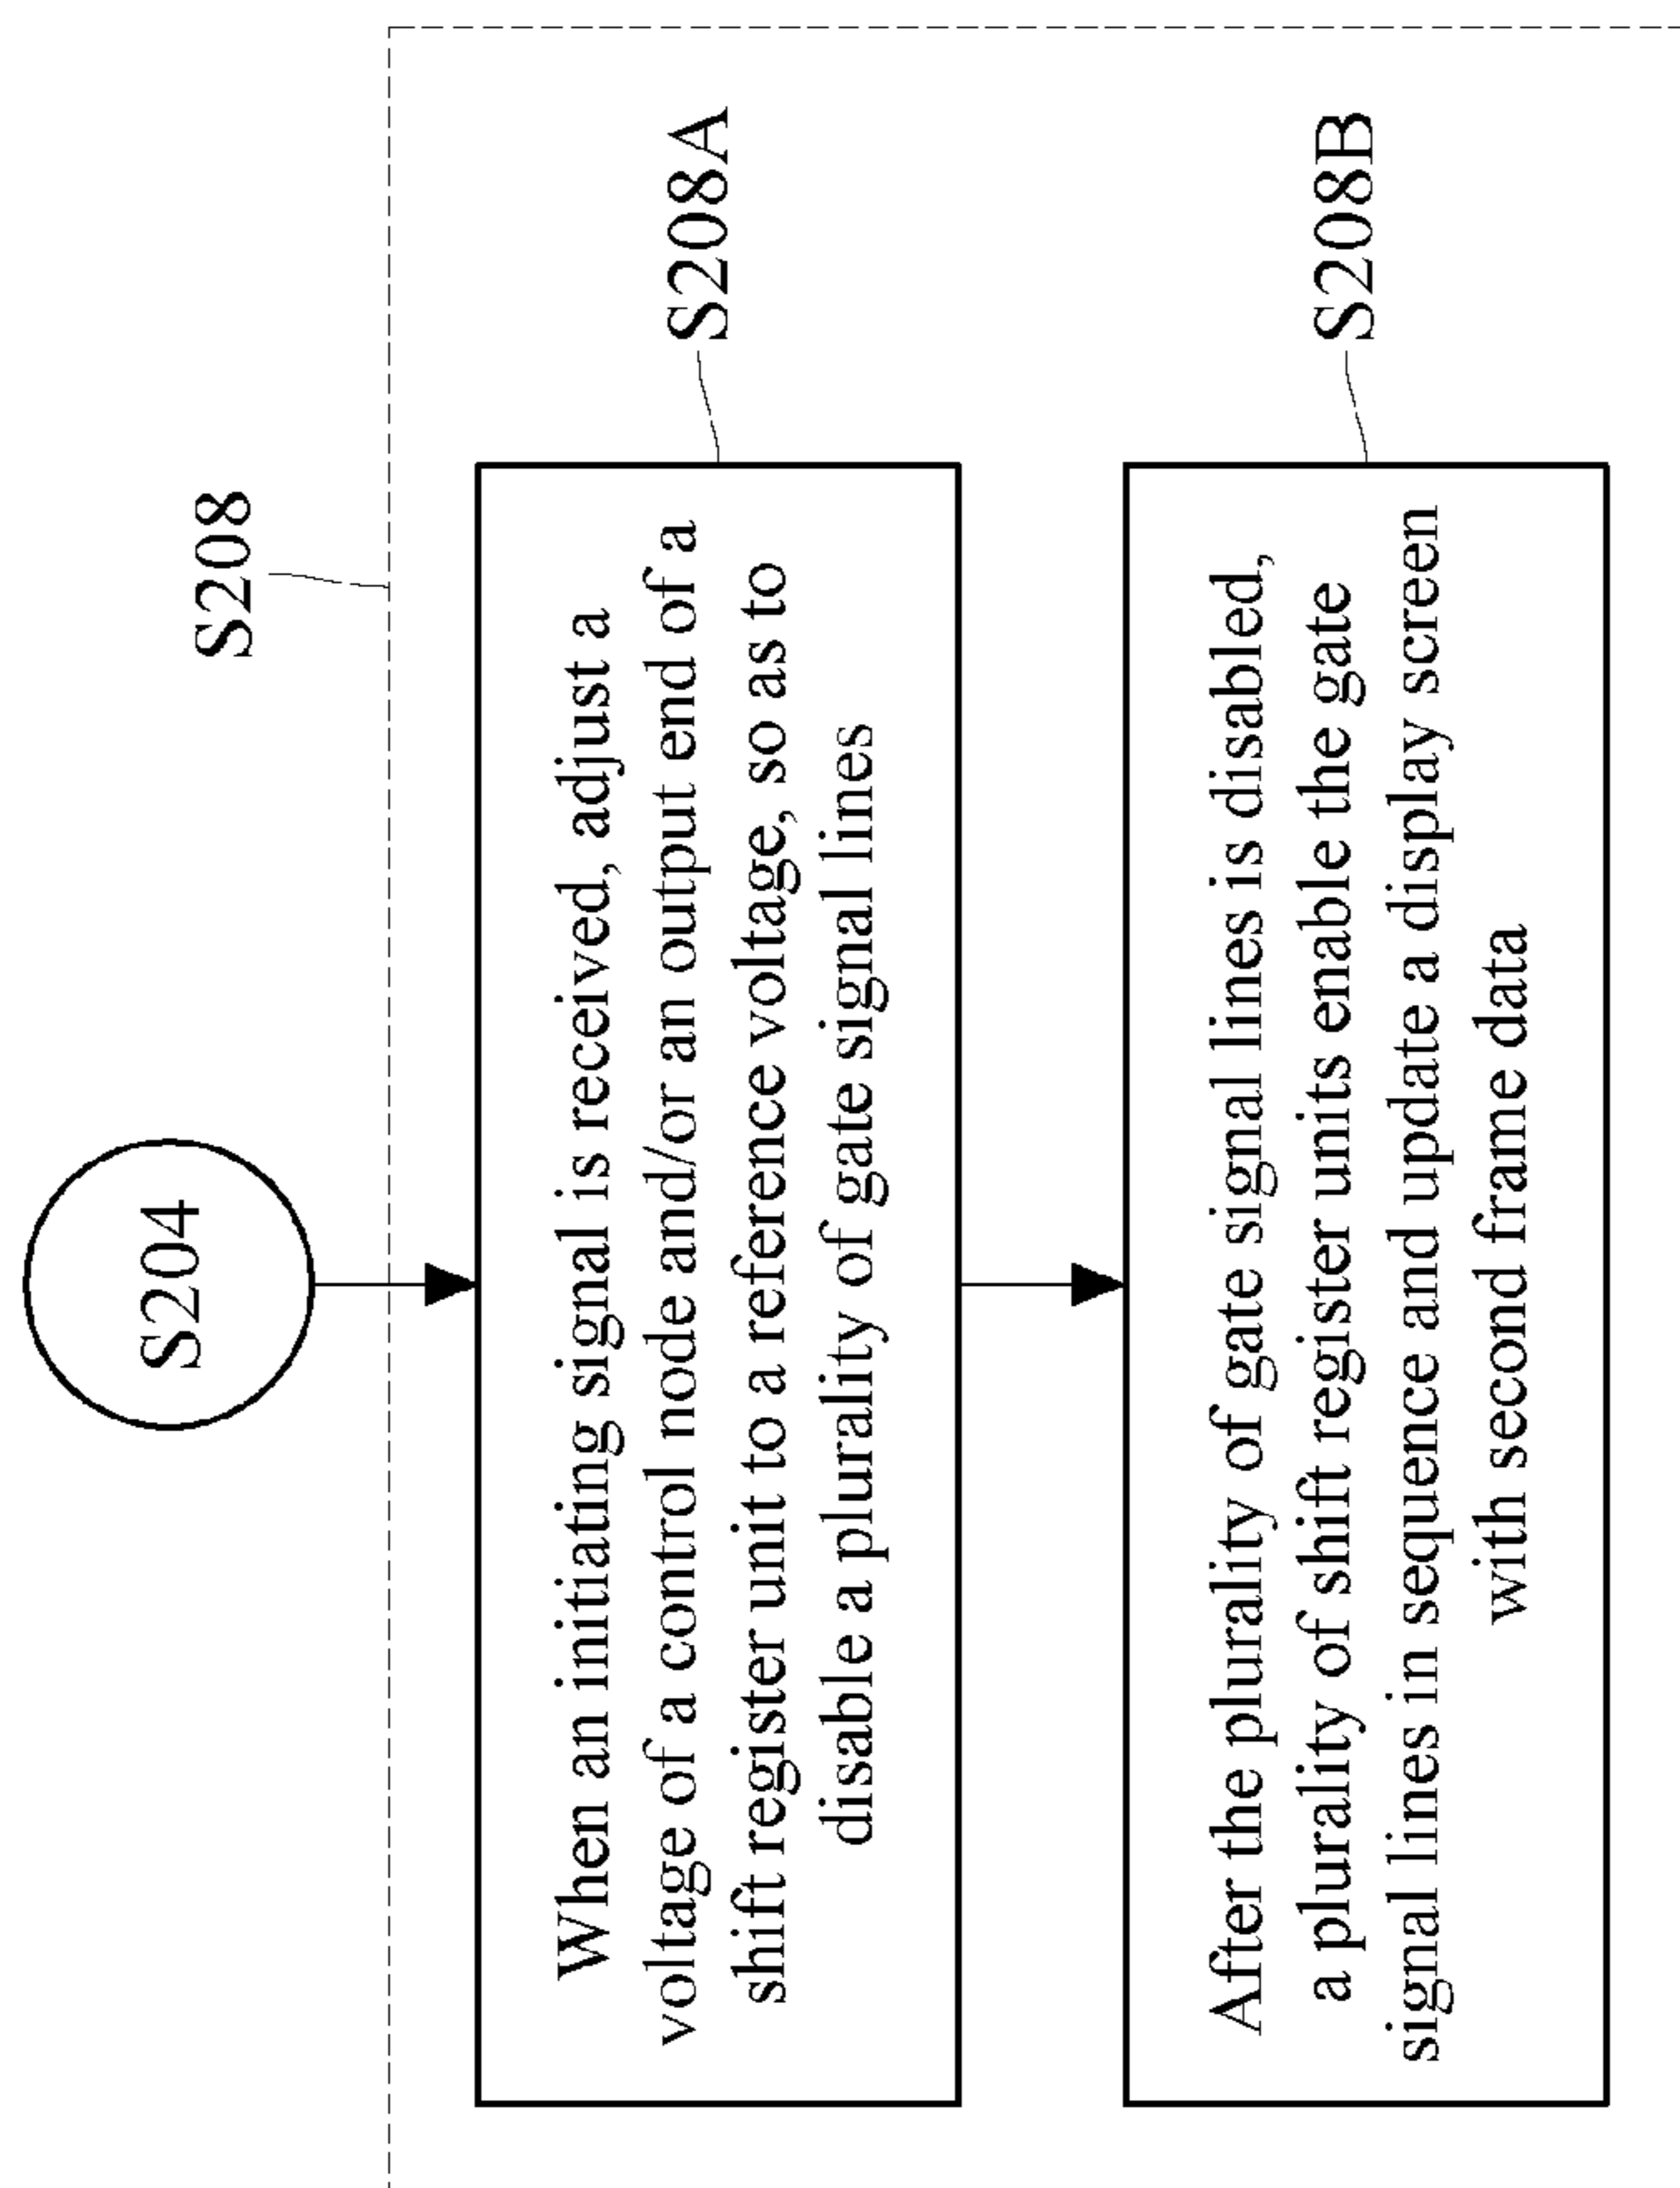 S204
S208
When an initiating signal is received, adjust a
voltage of a control node and/or an output end of a
shift register unit to a reference voltage, so as to
disable a plurality of gate signal lines
S208A
After the plurality of gate signal lines is disabled,
a plurality of shift register units enable the gate
signal lines in sequence and update a display screen
with second frame data
S208B